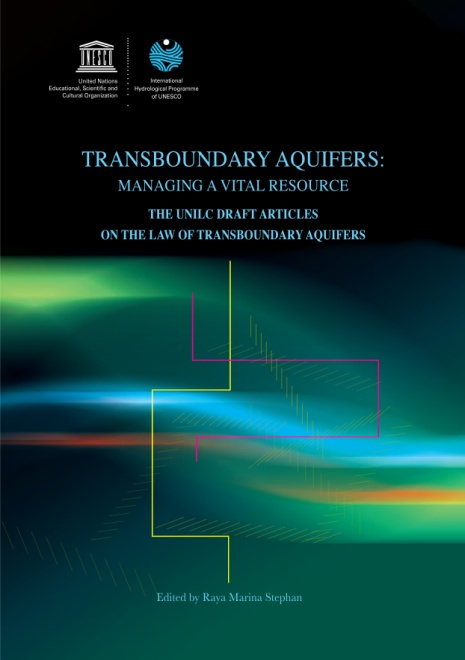 UNESCO
United Nations
Educational, Scientific and
Cultural Organization
International
Hydrological Programme
of UNESCO
TRANSBOUNDARY AQUIFERS:
MANAGING A VITAL RESOURCE
THE UNILC DRAFT ARTICLES
ON THE LAW OF TRANSBOUNDARY AQUIFERS
Edited by Raya Marina Stephan